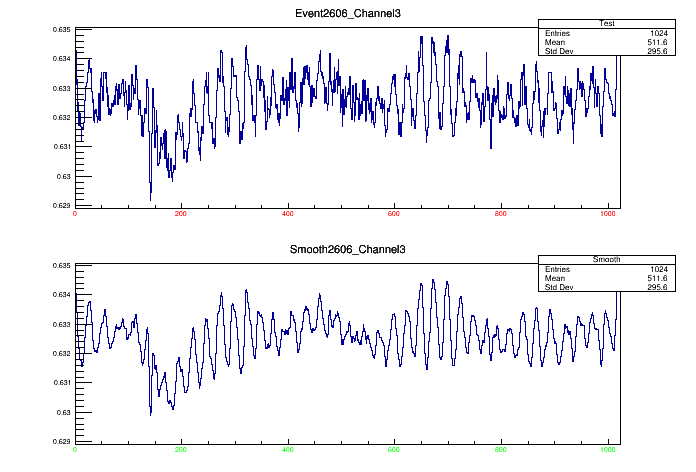 Event2606_Channel3
Test
Entries 1024
Mean 511.6
Std Dev 295.6
0.635
0.634
0.633
0.632
0.631
0.63
0.629
0 200 400 600 800 1000
Smooth2606_Channel3
Smooth
Entries 1024
Mean 511.6
Std Dev 295.6
0.635
0.634
0.633
0.632
0.631
0.63
0.629
0 200 400 600 800 1000